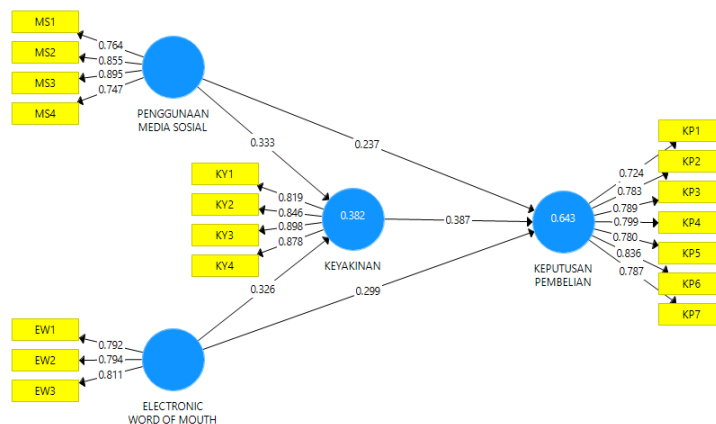 MS1
MS2
MS3
MS4
0.764
0.855
0.895
0.747
PENGGUNAAN
MEDIA SOSIAL
0.333
0.237
KY1
KY2
KY3
KY4
0.819
0.846
0.898
0.878
0.382
KEYAKINAN
0.387
0.326
0.299
0.643
KEPUTUSAN
PEMBELIAN
0.724
0.783
0.789
0.799
0.780
0.836
0.787
KP1
KP2
KP3
KP4
KP5
KP6
KP7
EW1
EW2
EW3
0.792
0.794
0.811
ELECTRONIC
WORD OF MOUTH